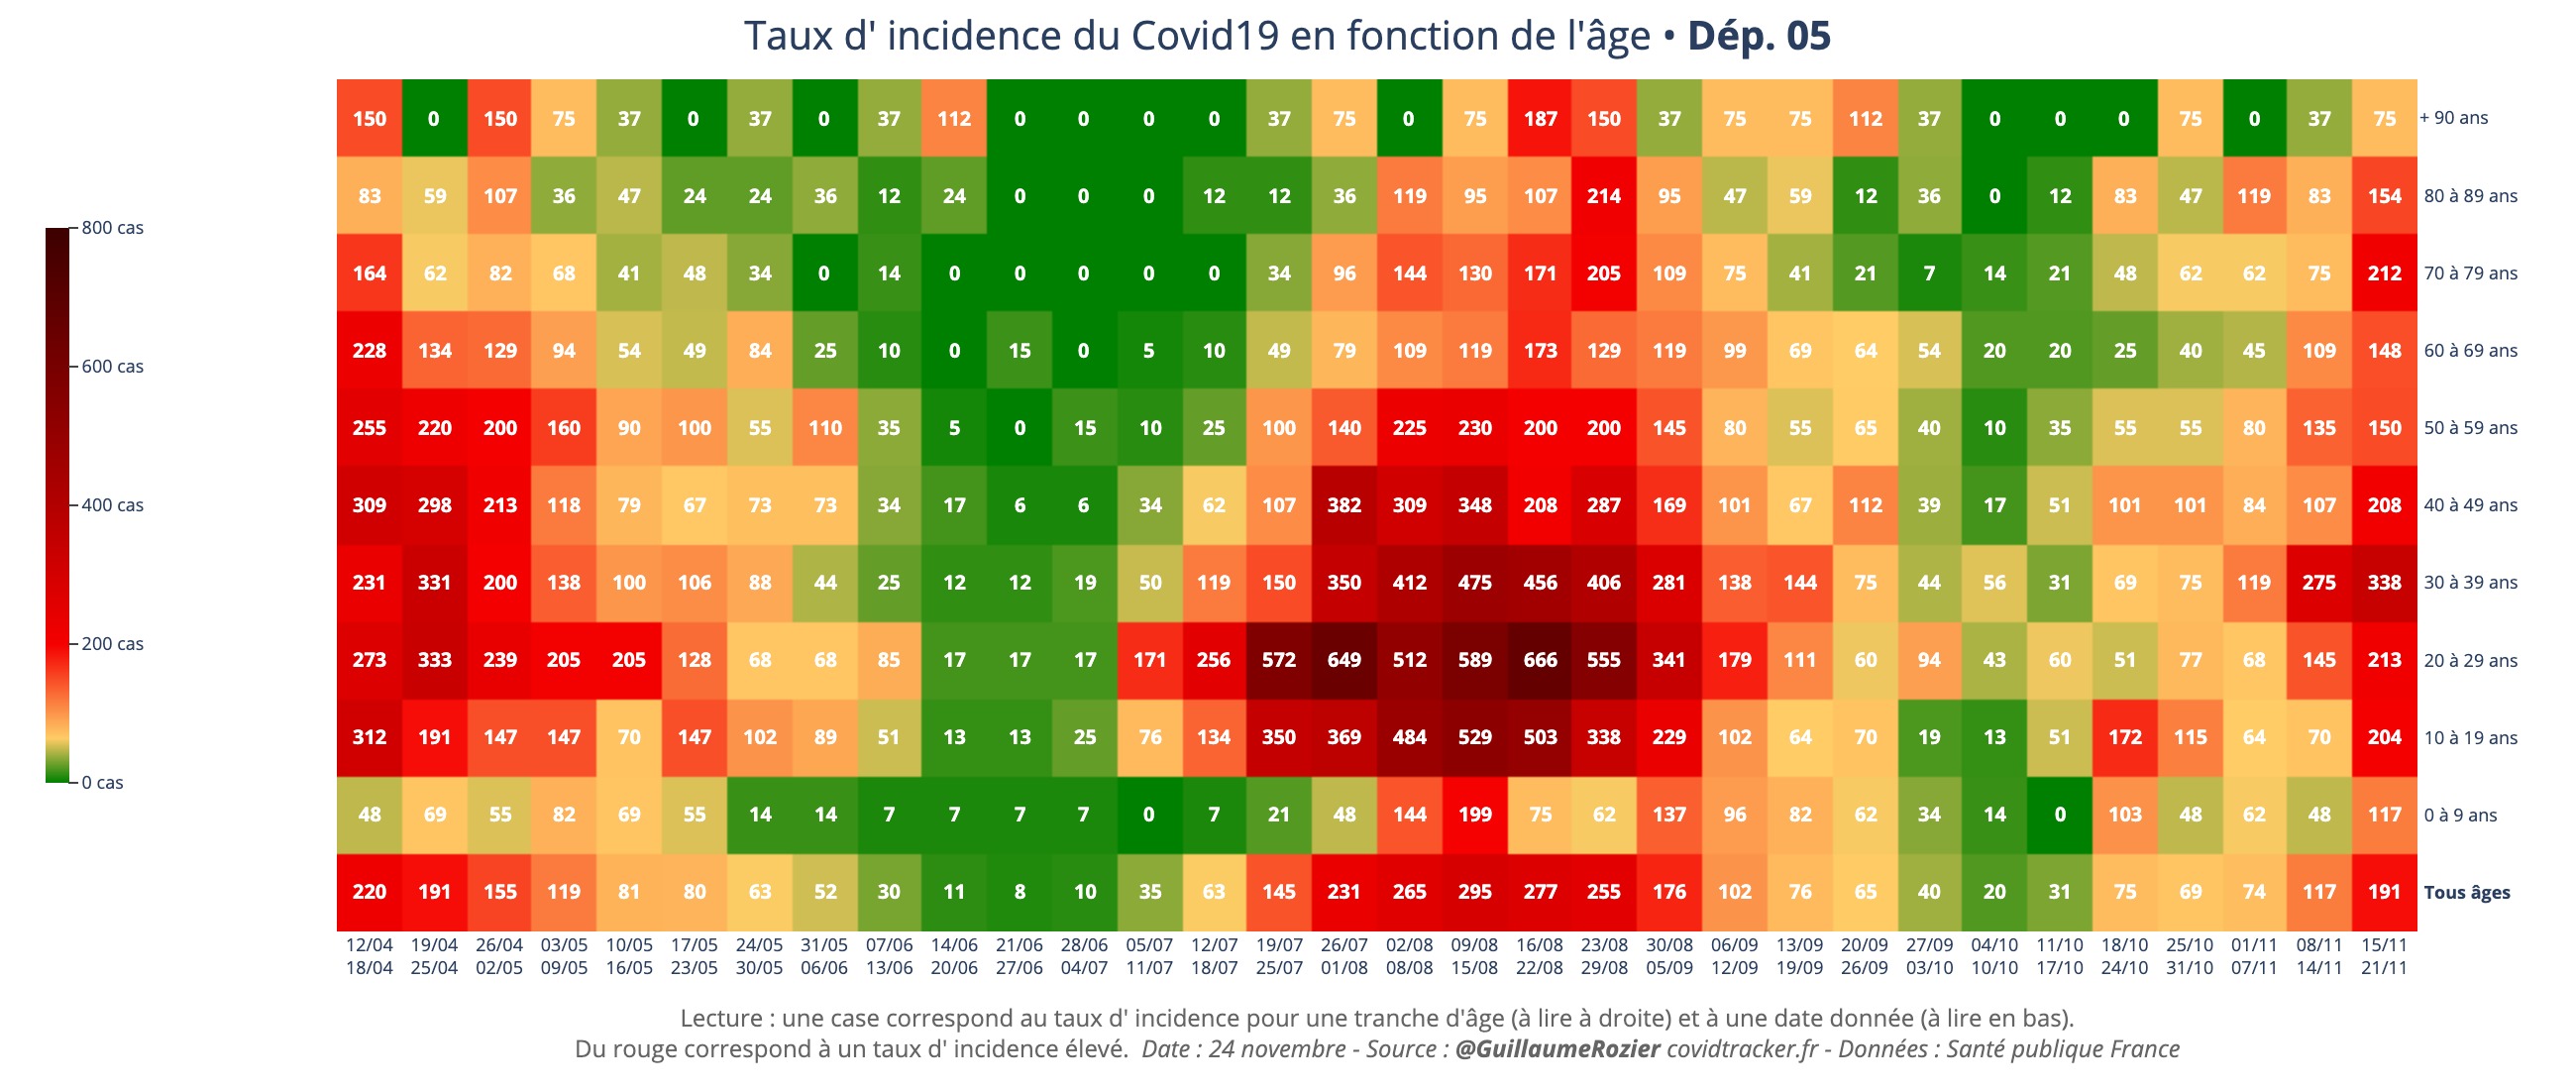 Taux d' incidence du Covid19 en fonction de l'âge • Dép. 05
150 0 150 75 37 0 37 0 37 112 0 0 0 0 37 75 0 75 187 150 37 75 75 112 37 0 0 0 75 0 37 75 + 90 ans
83 59 107 36 47 24 24 36 12 24 0 0 0 12 12 36 119 95 107 214 95 47 59 12 36 0 12 83 47 119 83 154 80 à 89 ans
800 cas
164 62 82 68 41 48 34 0 14 0 0 0 0 0 34 96 144 130 171 205 109 75 41 21 7 14 21 48 62 62 75 212 70 à 79 ans
228 134 129 94 54 49 84 25 10 0 15 0 5 10 49 79 109 119 173 129 119 99 69 64 54 20 20 25 40 45 109 148 60 à 69 ans
600 cas
255 220 200 160 90 100 55 110 35 5 0 15 10 25 100 140 225 230 200 200 145 80 55 65 40 10 35 55 55 80 135 150 50 à 59 ans
400 cas
309 298 213 118 79 67 73 73 34 17 6 6 34 62 107 382 309 348 208 287 169 101 67 112 39 17 51 101 101 84 107 208 40 à 49 ans
231 331 200 138 100 106 88 44 25 12 12 19 50 119 150 350 412 475 456 406 281 138 144 75 44 56 31 69 75 119 275 338 30 à 39 ans
200 cas
273 333 239 205 205 128 68 68 85 17 17 17 171 256 572 649 512 589 666 555 341 179 111 60 94 43 60 51 77 68 145 213 20 à 29 ans
312 191 147 147 70 147 102 89 51 13 13 25 76 134 350 369 484 529 503 338 229 102 64 70 19 13 51 172 115 64 70 204 10 à 19 ans
0 cas
48 69 55 82 69 55 14 14 7 7 7 7 0 7 21 48 144 199 75 62 137 96 82 62 34 14 0 103 48 62 48 117 0 à 9 ans
220 191 155 119 81 80 63 52 30 11 8 10 35 63 145 231 265 295 277 255 176 102 76 65 40 20 31 75 69 74 117 191 Tous âges
12/04 19/04 26/04 03/05 10/05 17/05 24/05 31/05 07/06 14/06 21/06 28/06 05/07 12/07 19/07 26/07 02/08 09/08 16/08 23/08 30/08 06/09 13/09 20/09 27/09 04/10 11/10 18/10 25/10 01/11 08/11 15/11
18/04 25/04 02/05 09/05 16/05 23/05 30/05 06/06 13/06 20/06 27/06 04/07 11/07 18/07 25/07 01/08 08/08 15/08 22/08 29/08 05/09 12/09 19/09 26/09 03/10 10/10 17/10 24/10 31/10 07/11 14/11 21/11
Lecture : une case correspond au taux d' incidence pour une tranche d'âge (à lire à droite) et à une date donnée (à lire en bas).
Du rouge correspond à un taux d' incidence élevé. Date : 24 novembre - Source : @GuillaumeRozier covidtracker.fr - Données : Santé publique France